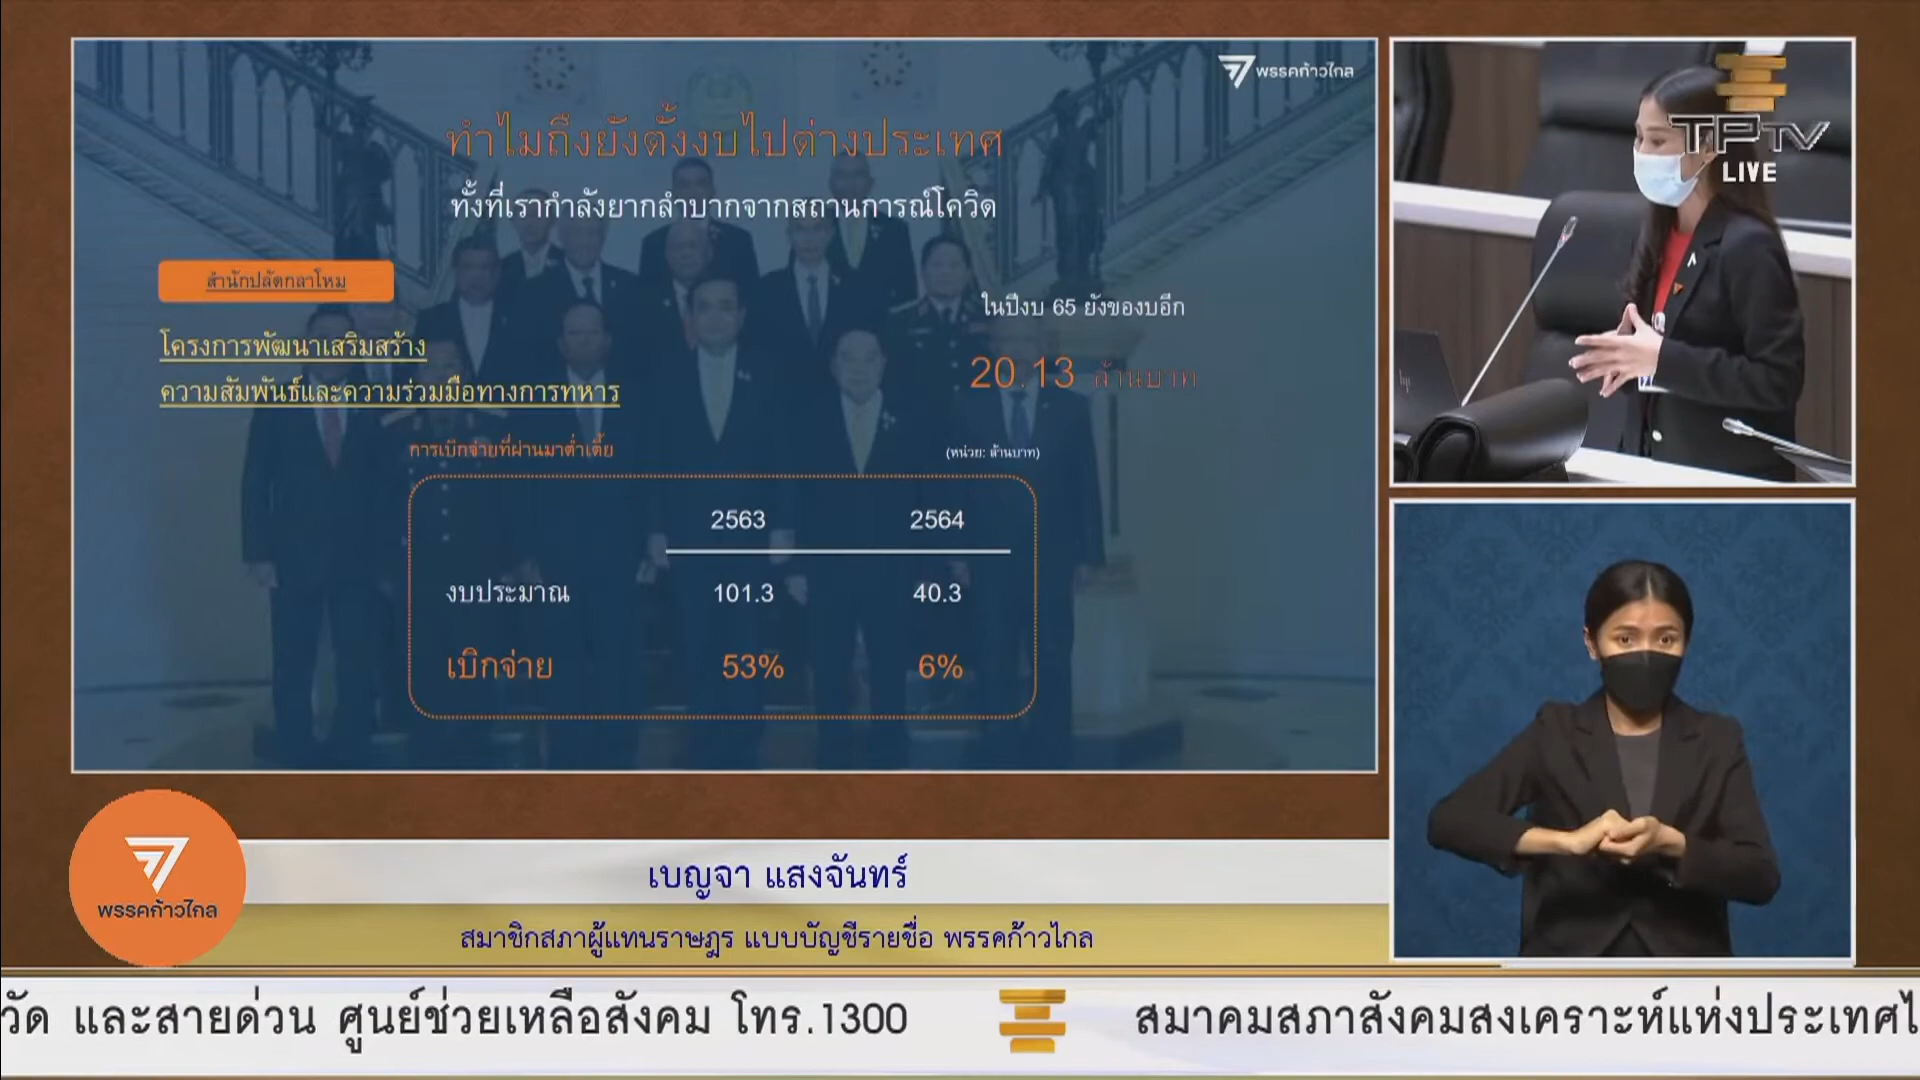 พรรคก้าวไกล
ทำไมถึงยังตั้งงบไปต่างประเทศ
ทั้งที่เรากำลังยากลำบากจากสถานการณ์โควิด
สำนักปลัดกลาโหม
โครงการพัฒนาเสริมสร้าง
ความสัมพันธ์และความร่วมมือทางการทหาร
ในปีงบ 65 ยังของบอีก
20.13 ล้านบาท
การเบิกจ่ายที่ผ่านมาต่ำเตี้ย
(หน่วย: ล้านบาท)
2563 2564
งบประมาณ 101.3 40.3
เบิกจ่าย 53% 6%
TPTV
LIVE
hp
พรรคก้าวไกล
เบญจา แสงจันทร์
สมาชิกสภาผู้แทนราษฎร แบบบัญชีรายชื่อ พรรคก้าวไกล
วัด และสายด่วน ศูนย์ช่วยเหลือสังคม โทร.1300 สมาคมสภาสังคมสงเคราะห์แห่งประเทศไ